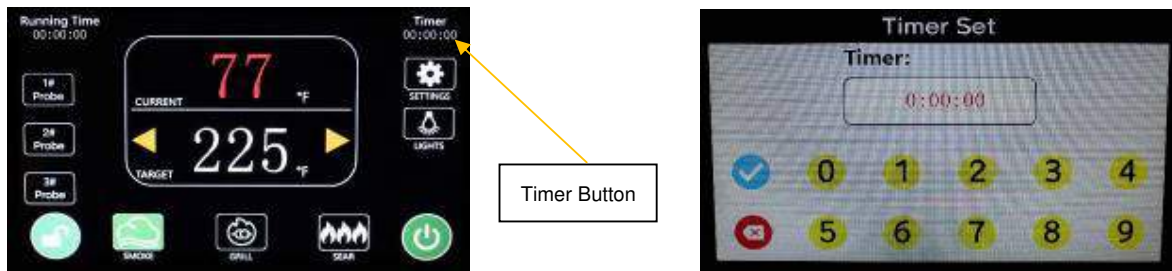 Running Time
00:00:00
Timer
00:00:00
77
CURRENT
°F
225
°F
TARGET
1#
Probe
2#
Probe
3#
Probe
SETTINGS
LIGHTS
SMOKE
GRILL
SEAR
Timer Button
Timer Set
Timer:
0:00:00
0 1 2 3 4
5 6 7 8 9